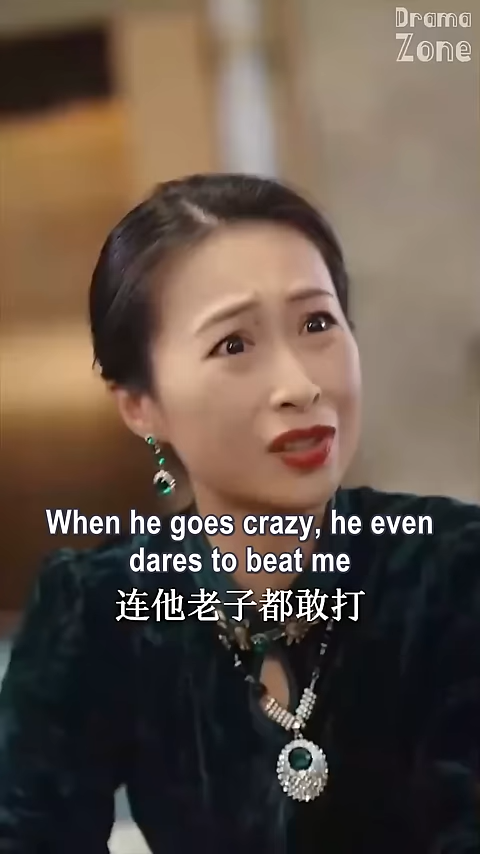 Drama
Zone
When he goes crazy, he even
dares to beat me
连他老子都敢打